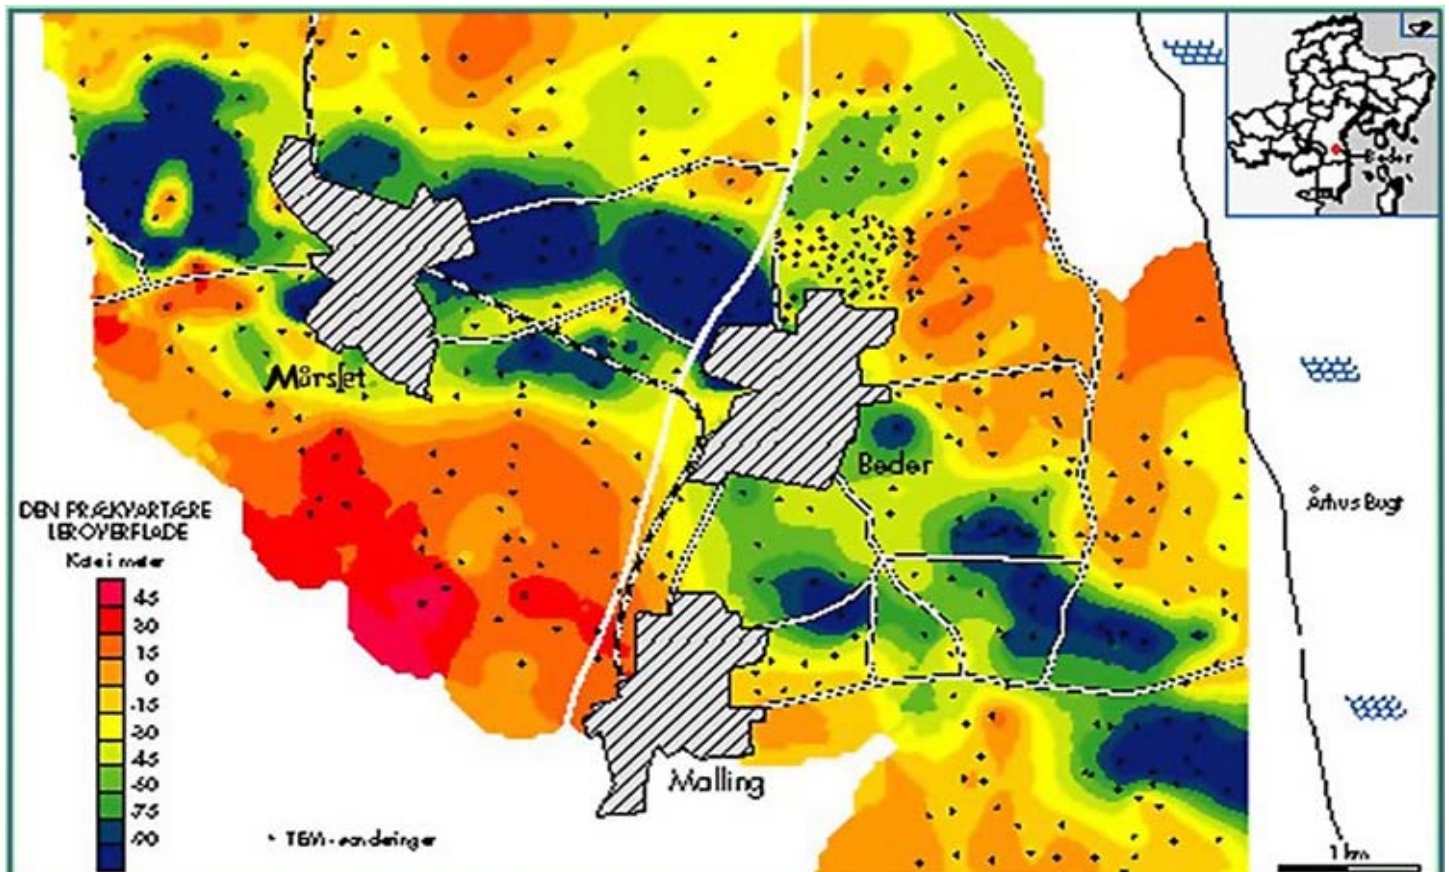 Beder
Mårslet
Beder
Århus Bugt
DEN PRÆKVARTÆRE
LEROVERFLADE
Kote i meter
45
30
15
0
-15
-30
-45
-60
-75
-90
Malling
TEM-sonderinger
1 km